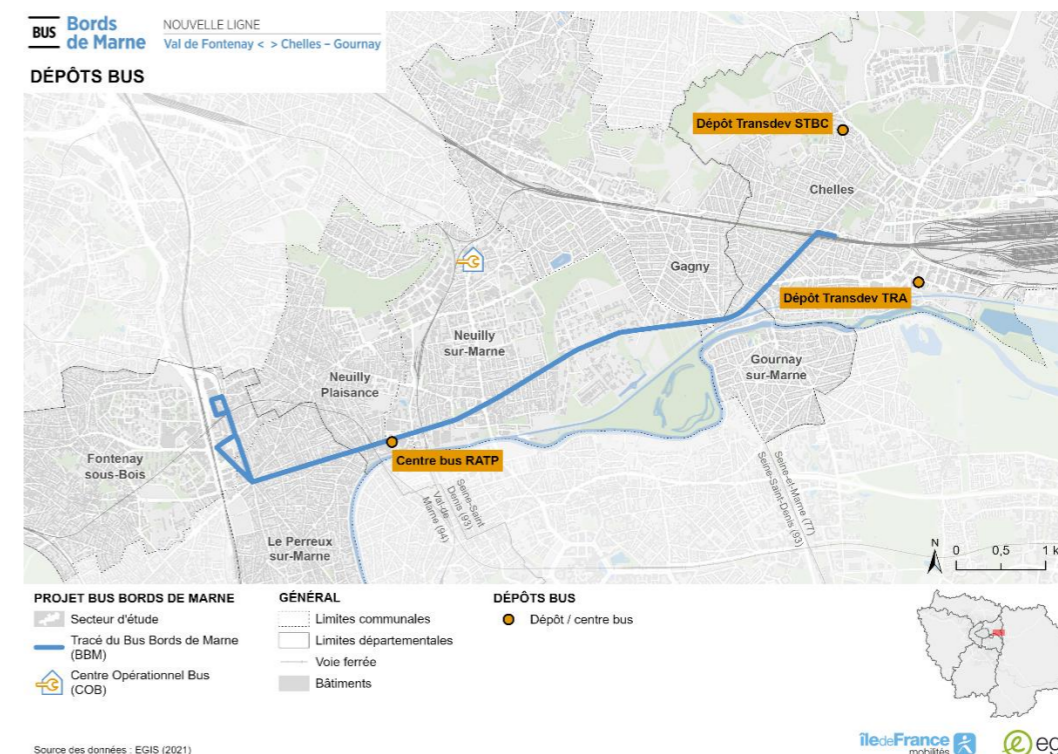 BUS Bords de Marne
NOUVELLE LIGNE
Val de Fontenay < > Chelles – Gournay
DÉPÔTS BUS
Dépôt Transdev STBC
Chelles
Gagny
Dépôt Transdev TRA
Neuilly
sur-Marne
Gournay
sur-Marne
Neuilly
Plaisance
Fontenay
sous-Bois
Centre bus RATP
Le Perreux
sur-Marne
Seine-Saint
Denis (93)
Val-de
Marne (94)
Seine-et-Marne (77)
Seine-Saint-Denis (93)
N
0 0,5 1 k
PROJET BUS BORDS DE MARNE
Secteur d'étude
Tracé du Bus Bords de Marne
(BBM)
Centre Opérationnel Bus
(COB)
GÉNÉRAL
Limites communales
Limites départementales
Voie ferrée
Bâtiments
DÉPÔTS BUS
Dépôt / centre bus
Source des données : EGIS (2021)
îledeFrance
mobilités
eg